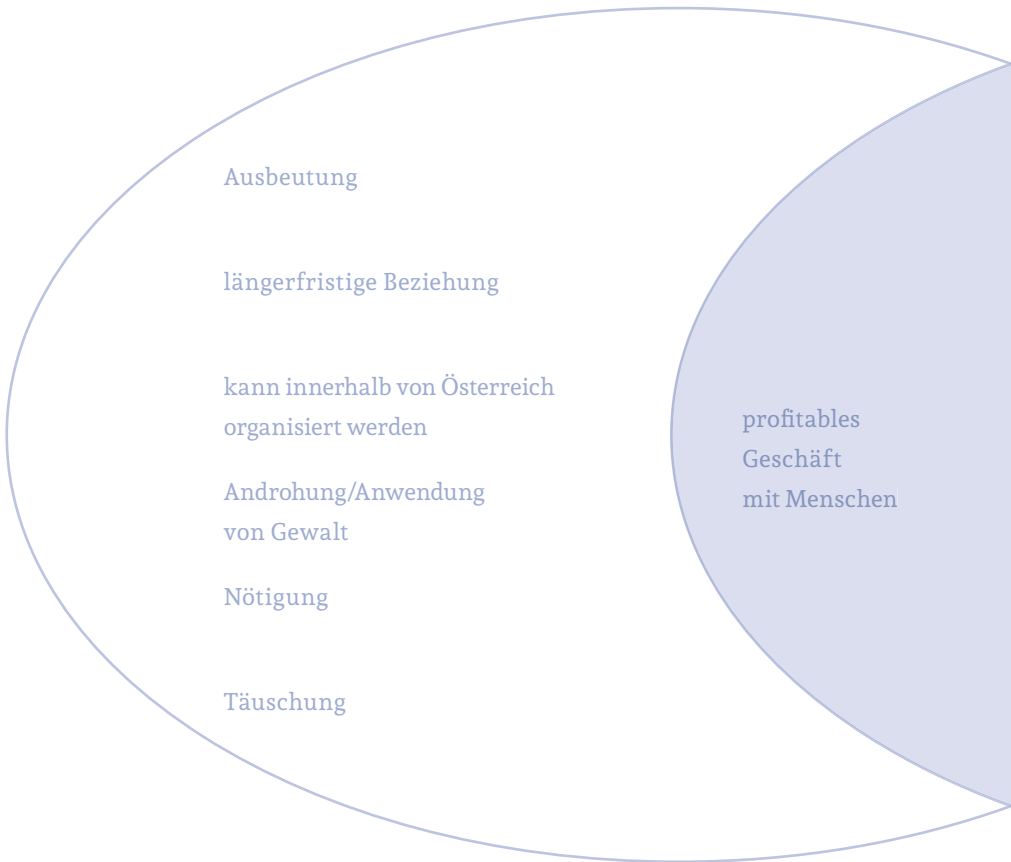 Ausbeutung
längerfristige Beziehung
kann innerhalb von Österreich
organisiert werden
Androhung/Anwendung
von Gewalt
Nötigung
Täuschung
profitables
Geschäft
mit Menschen